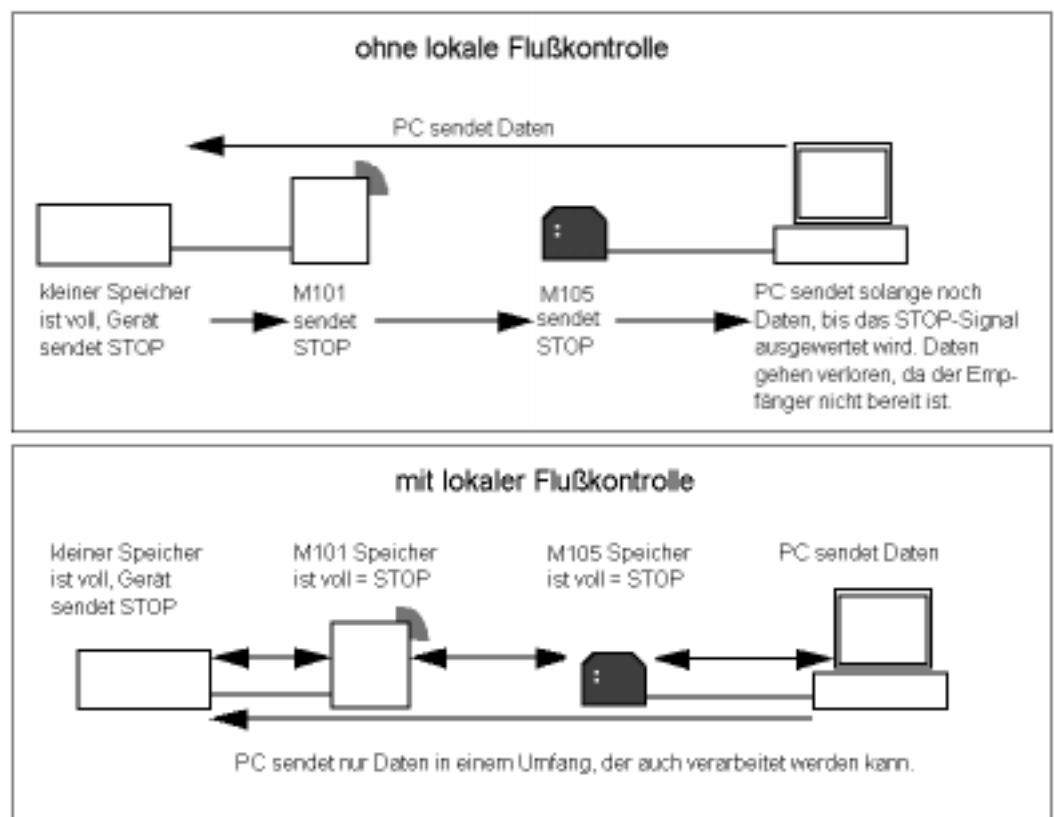 ohne lokale Flußkontrolle
PC sendet Daten
kleiner Speicher
ist voll, Gerät
sendet STOP
M101
sendet
STOP
M105
sendet
STOP
PC sendet solange noch
Daten, bis das STOP-Signal
ausgewertet wird. Daten
gehen verloren, da der Emp-
fänger nicht bereit ist.
mit lokaler Flußkontrolle
kleiner Speicher
ist voll, Gerät
sendet STOP
M101 Speicher
ist voll = STOP
M105 Speicher
ist voll = STOP
PC sendet Daten
PC sendet nur Daten in einem Umfang, der auch verarbeitet werden kann.